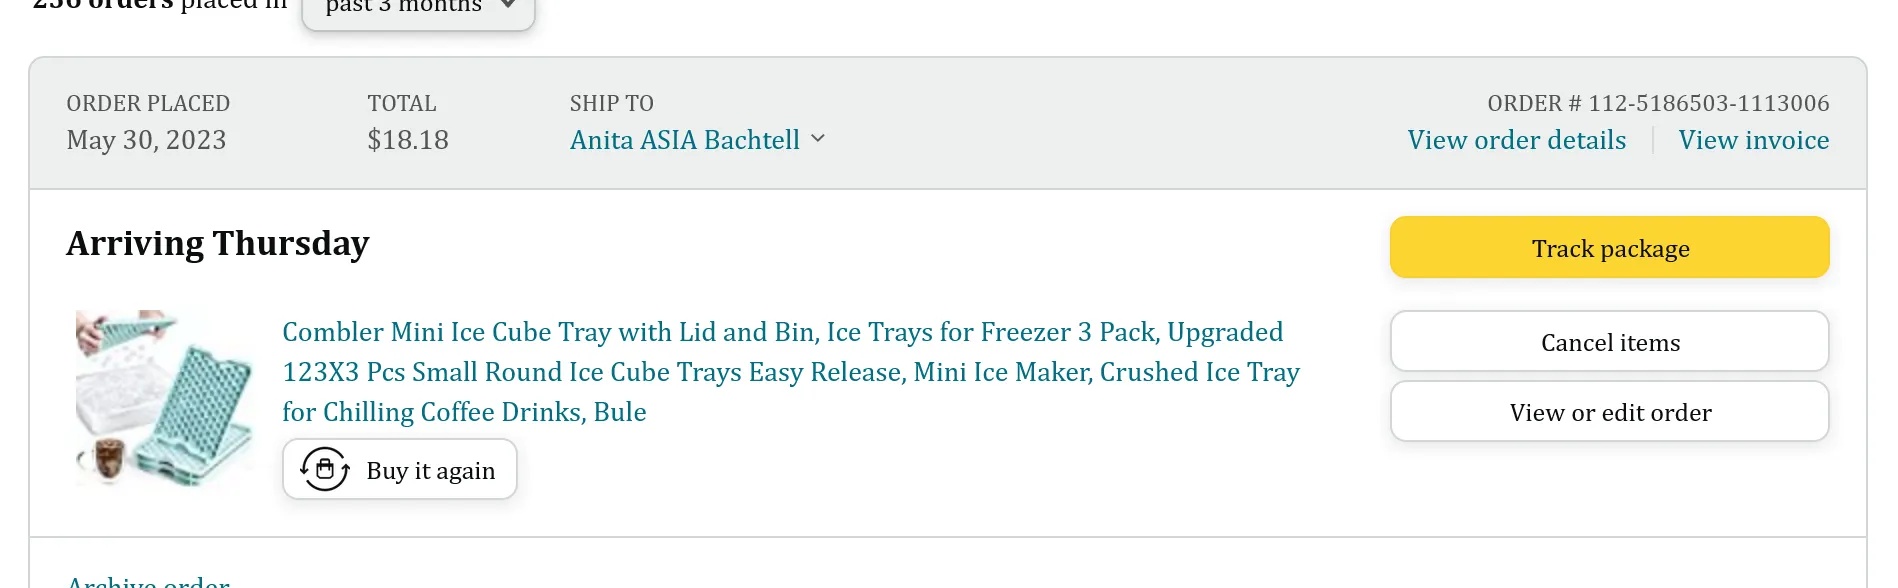 236 orders placed in past 3 months
ORDER PLACED TOTAL SHIP TO ORDER # 112-5186503-1113006
May 30, 2023 $18.18 Anita ASIA Bachtell View order details View invoice
Arriving Thursday
Track package
Combler Mini Ice Cube Tray with Lid and Bin, Ice Trays for Freezer 3 Pack, Upgraded
123X3 Pcs Small Round Ice Cube Trays Easy Release, Mini Ice Maker, Crushed Ice Tray
for Chilling Coffee Drinks, Bule
Cancel items
View or edit order
Buy it again
Archive order